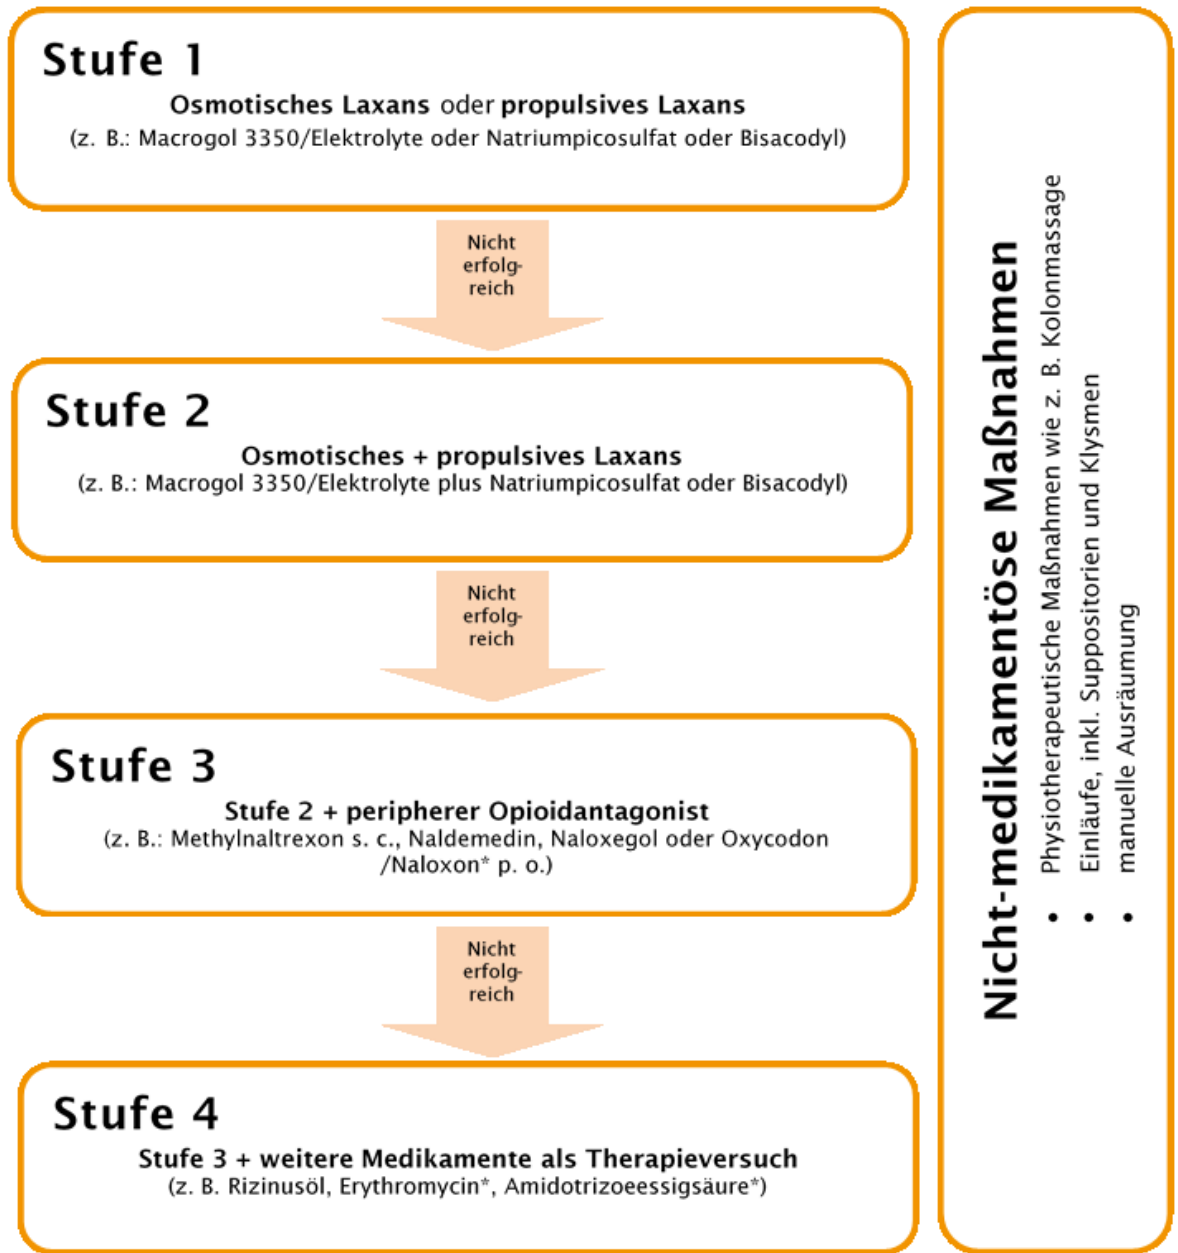 Stufe 1
Osmotisches Laxans oder propulsives Laxans
(z. B.: Macrogol 3350/Elektrolyte oder Natriumpicosulfat oder Bisacodyl)
Nicht
erfolg-
reich
Stufe 2
Osmotisches + propulsives Laxans
(z. B.: Macrogol 3350/Elektrolyte plus Natriumpicosulfat oder Bisacodyl)
Nicht
erfolg-
reich
Stufe 3
Stufe 2 + peripherer Opioidantagonist
(z. B.: Methylnaltrexon s. c., Naldemedin, Naloxegol oder Oxycodon
/Naloxon* p. o.)
Nicht
erfolg-
reich
Stufe 4
Stufe 3 + weitere Medikamente als Therapieversuch
(z. B. Rizinusöl, Erythromycin*, Amidotrizoeessigsäure*)
Nicht-medikamentöse Maßnahmen
• Physiotherapeutische Maßnahmen wie z. B. Kolonmassage
• Einläufe, inkl. Suppositorien und Klysmen
• manuelle Ausräumung